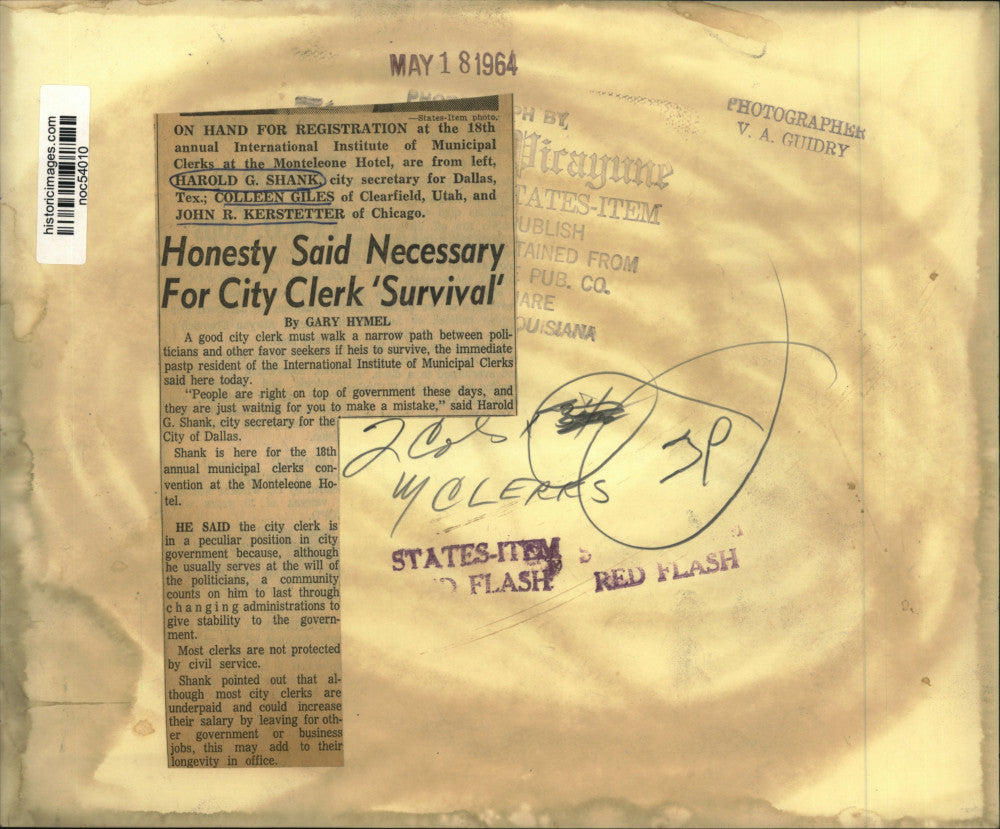 MAY 18 1964
historicimages.com
noc54010
PHOTOGRAPHER
V. A. GUIDRY
PH BY
Picayune
TATES-ITEM
UBLISH
TAINED FROM
E PUB. CO.
ARE
OUISIANA
—States-Item photo.
ON HAND FOR REGISTRATION at the 18th
annual International Institute of Municipal
Clerks at the Monteleone Hotel, are from left,
HAROLD G. SHANK, city secretary for Dallas,
Tex.; COLLEEN GILES of Clearfield, Utah, and
JOHN R. KERSTETTER of Chicago.
Honesty Said Necessary
For City Clerk 'Survival'
By GARY HYMEL
A good city clerk must walk a narrow path between poli-
ticians and other favor seekers if heis to survive, the immediate
pastp resident of the International Institute of Municipal Clerks
said here today.
"People are right on top of government these days, and
they are just waitnig for you to make a mistake," said Harold
G. Shank, city secretary for the
City of Dallas.
Shank is here for the 18th
annual municipal clerks con-
vention at the Monteleone Ho-
tel.
HE SAID the city clerk is
in a peculiar position in city
government because, although
he usually serves at the will of
the politicians, a community
counts on him to last through
changing administrations to
give stability to the govern-
ment.
Most clerks are not protected
by civil service.
Shank pointed out that al-
though most city clerks are
underpaid and could increase
their salary by leaving for oth-
er government or business
jobs, this may add to their
longevity in office.
2 Cols
W CLERKS
STATES-ITEM
FLASH
RED FLASH